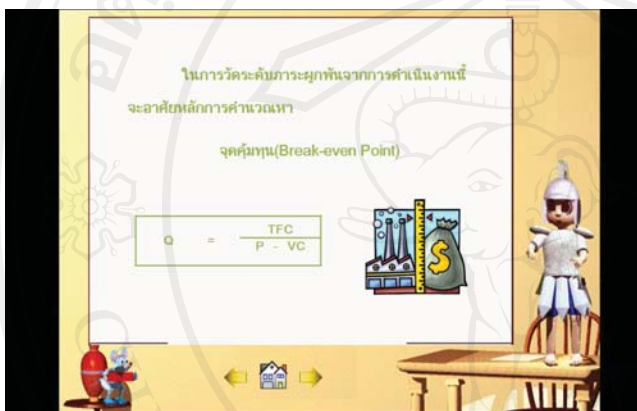 ในการวัดระดับภาระผูกพันจากการดำเนินงานนี้
จะอาศัยหลักการคำนวณหา
จุดคุ้มทุน(Break-even Point)
Q = TFC
P - VC
$